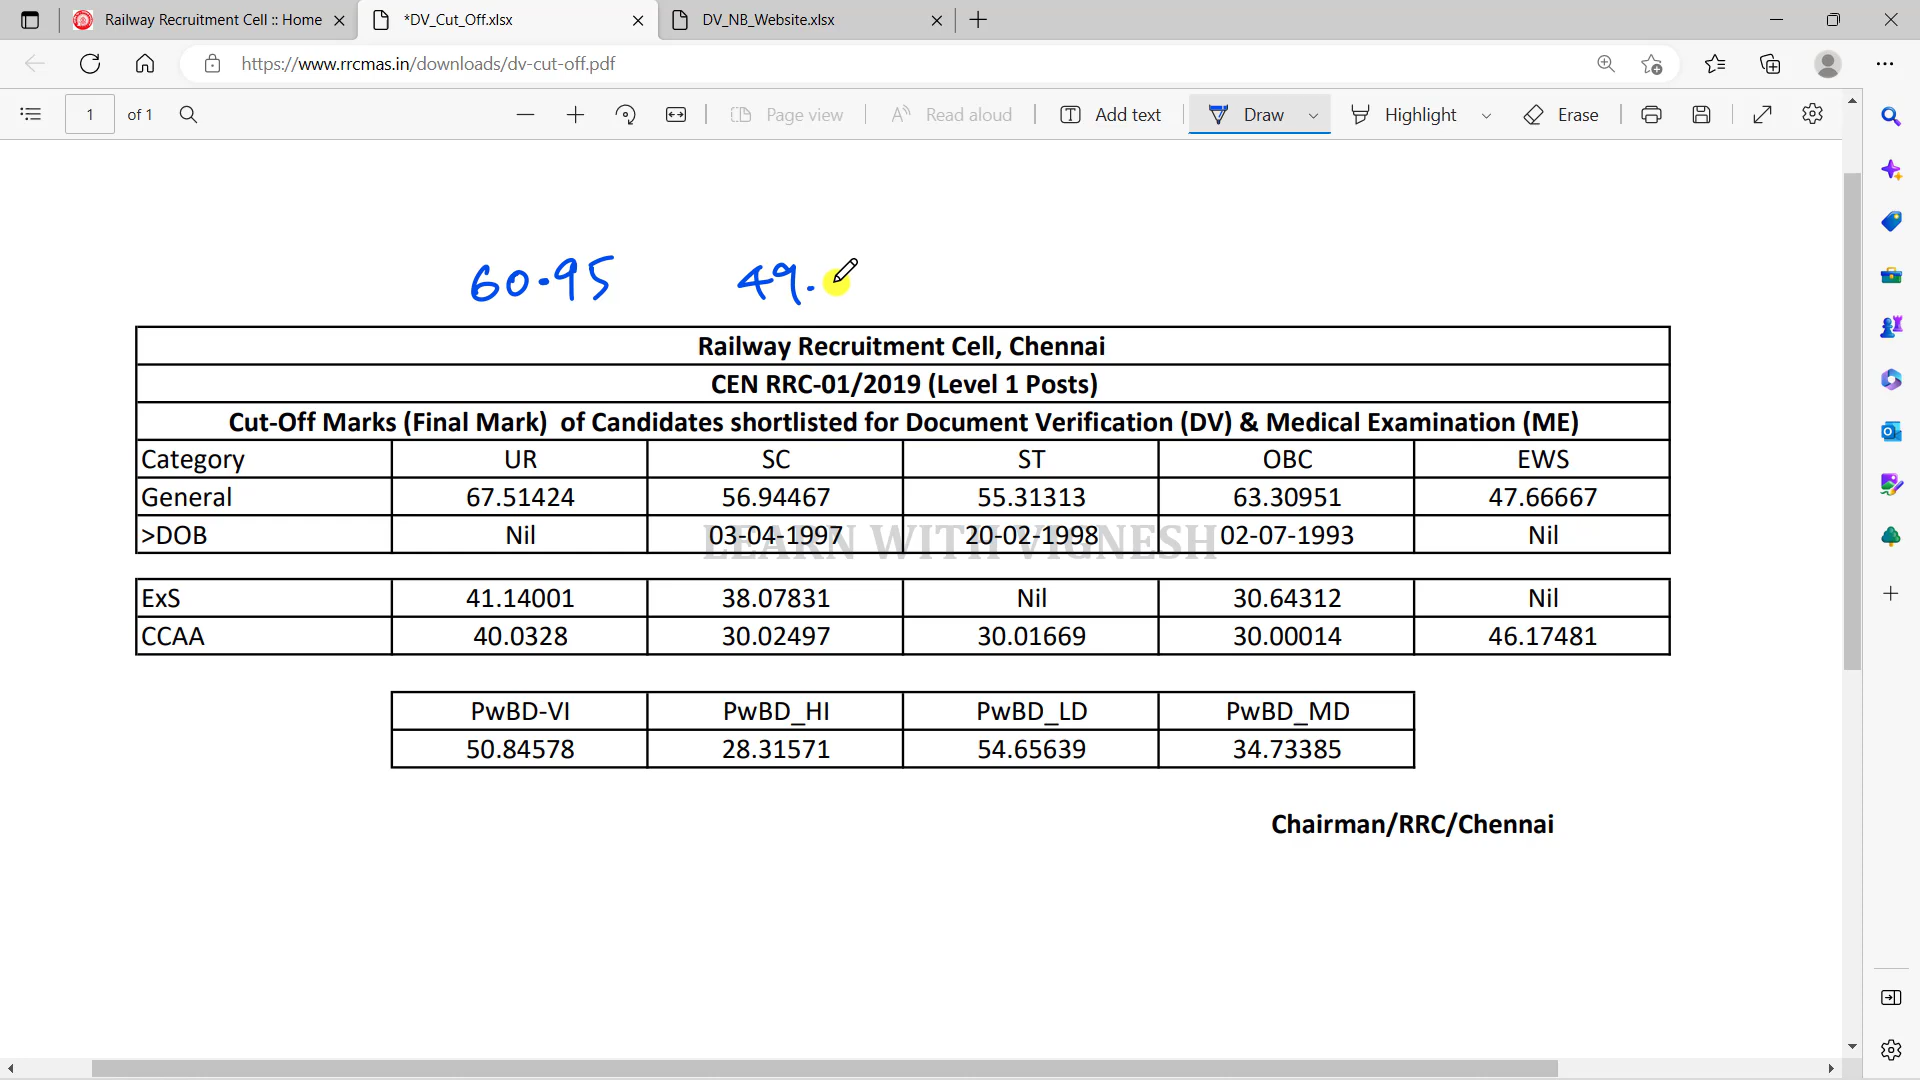 Railway Recruitment Cell :: Home
*DV_Cut_Off.xlsx
DV_NB_Website.xlsx
https://www.rrcmas.in/downloads/dv-cut-off.pdf
1 of 1 Page view Read aloud Add text Draw Highlight Erase
60.95 49.
Railway Recruitment Cell, Chennai
CEN RRC-01/2019 (Level 1 Posts)
Cut-Off Marks (Final Mark) of Candidates shortlisted for Document Verification (DV) & Medical Examination (ME)
Category UR SC ST OBC EWS
General 67.51424 56.94467 55.31313 63.30951 47.66667
>DOB Nil 03-04-1997 20-02-1998 02-07-1993 Nil
LEARN WITH VIGNESH
ExS 41.14001 38.07831 Nil 30.64312 Nil
CCAA 40.0328 30.02497 30.01669 30.00014 46.17481
PwBD-VI PwBD_HI PwBD_LD PwBD_MD
50.84578 28.31571 54.65639 34.73385
Chairman/RRC/Chennai